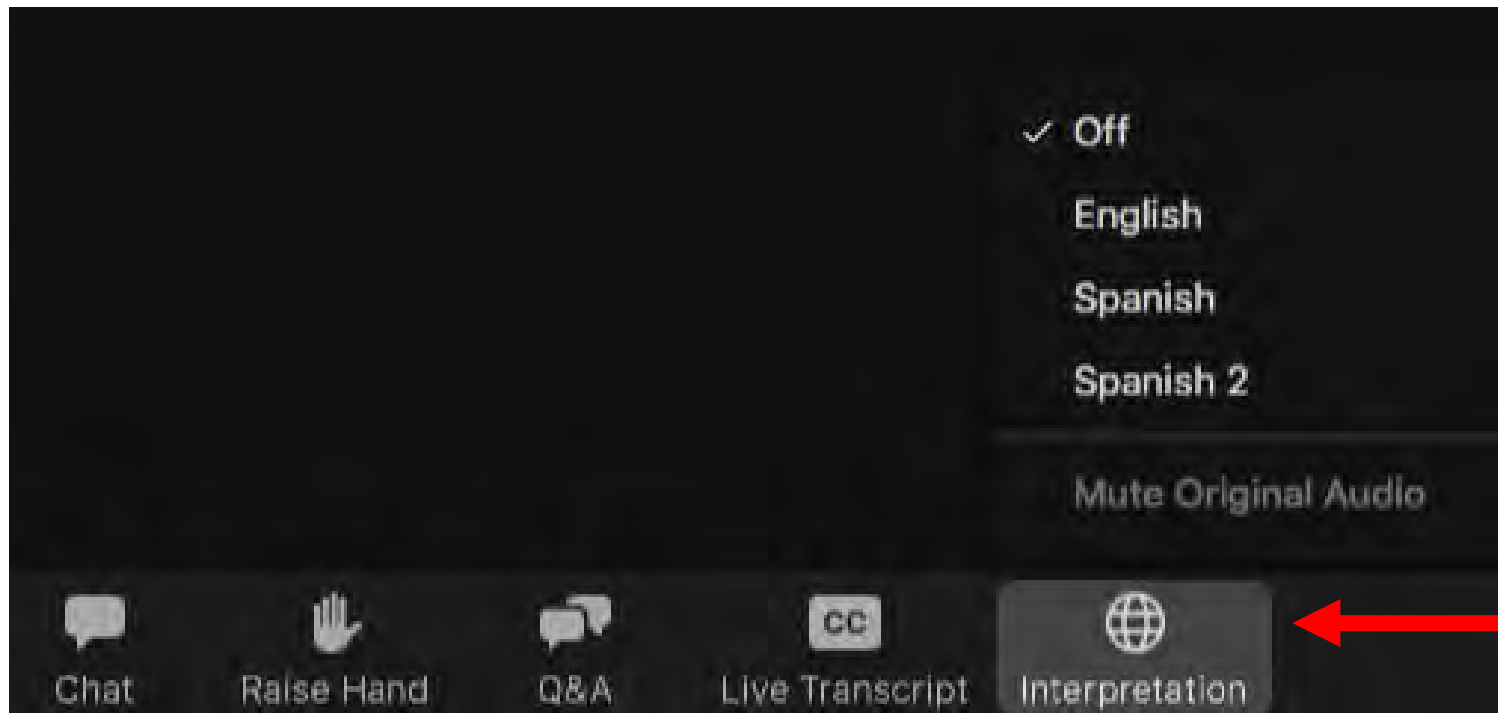 Off
English
Spanish
Spanish 2
Mute Original Audio
CC
Chat
Raise Hand
Q&A
Live Transcript
Interpretation